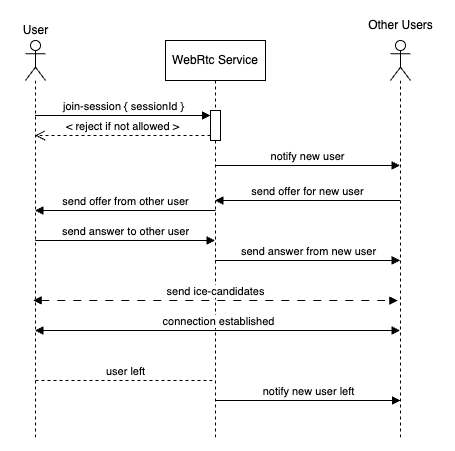 User
Other Users
WebRtc Service
join-session { sessionId }
< reject if not allowed >
notify new user
send offer for new user
send offer from other user
send answer to other user
send answer from new user
send ice-candidates
connection established
user left
notify new user left